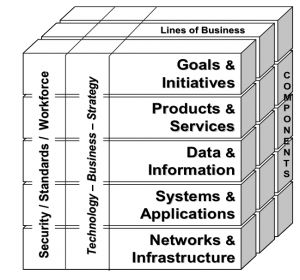 Lines of Business
Goals &
Initiatives
Products &
Services
Data &
Information
Systems &
Applications
Networks &
Infrastructure
Security / Standards / Workforce
Technology – Business – Strategy
COMPONENTS